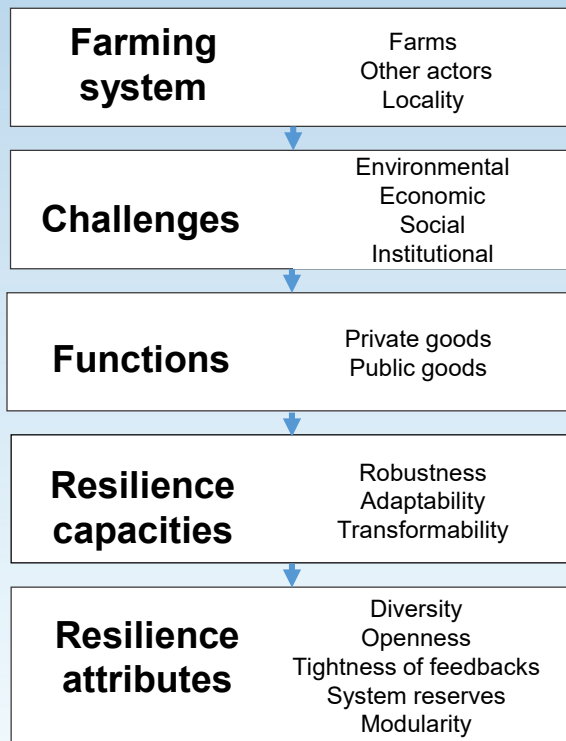 Farming
system
Farms
Other actors
Locality
Challenges
Environmental
Economic
Social
Institutional
Functions
Private goods
Public goods
Resilience
capacities
Robustness
Adaptability
Transformability
Resilience
attributes
Diversity
Openness
Tightness of feedbacks
System reserves
Modularity